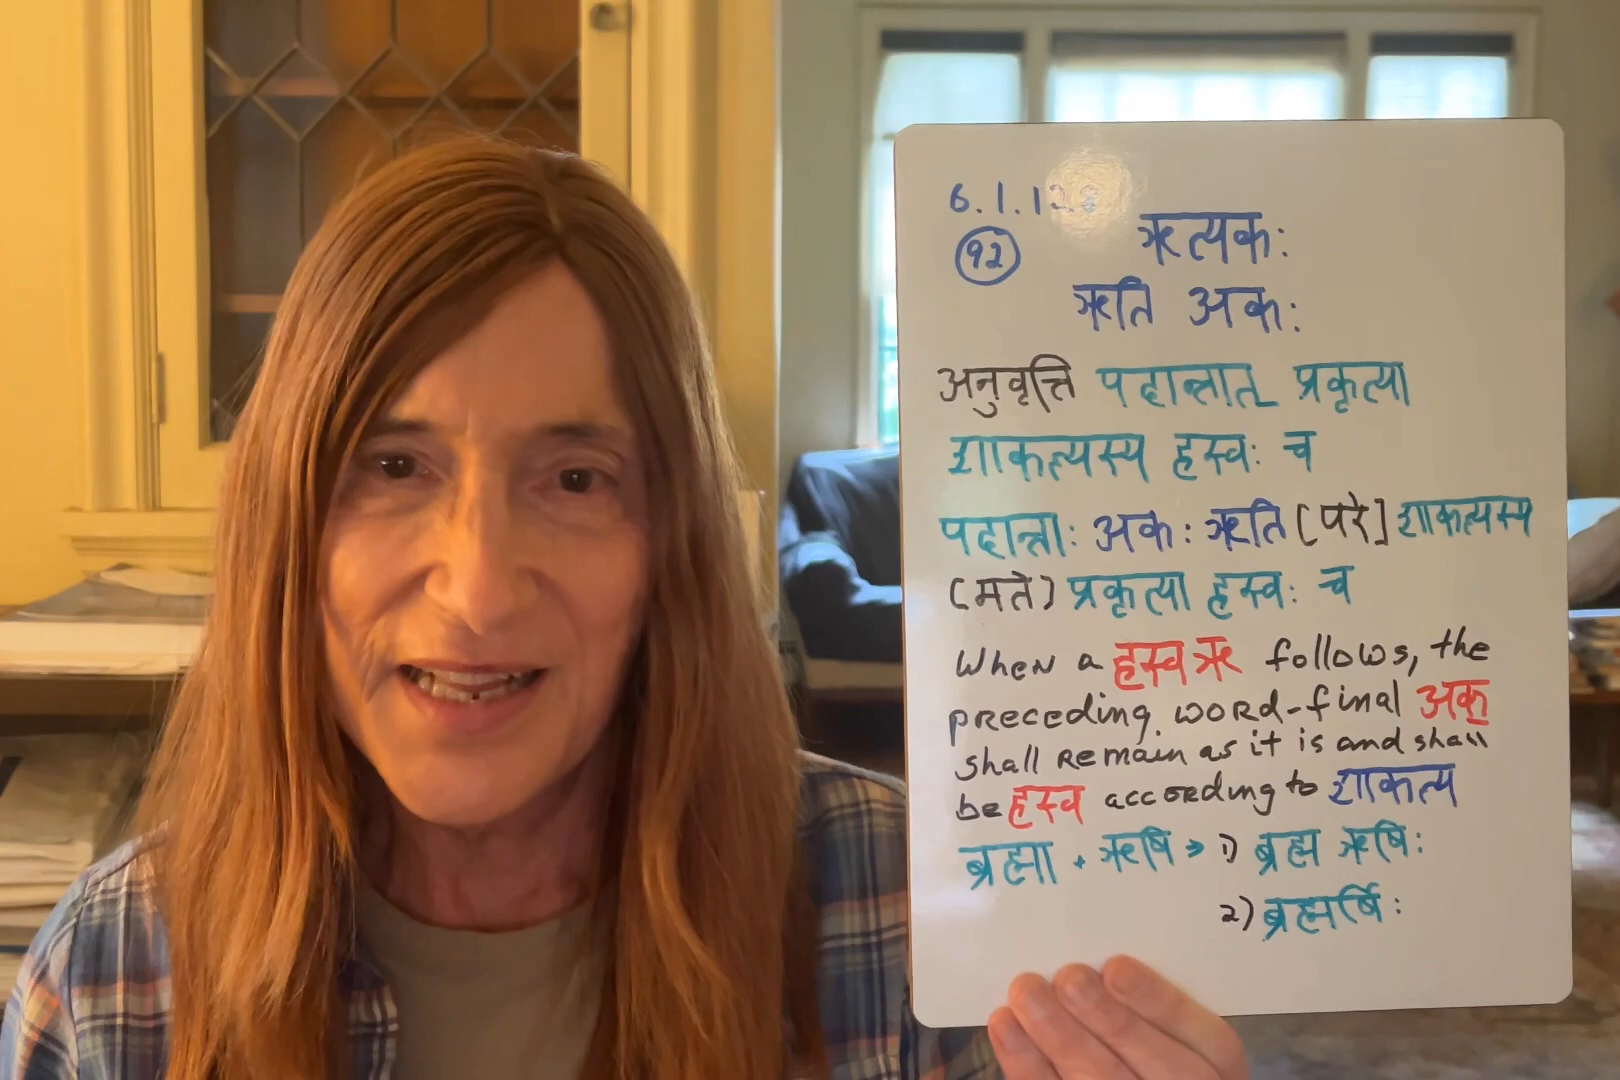 6.1.128
92 ऋत्यकः
ऋति अकः
अनुवृत्ति पदान्तात् प्रकृत्या
शाकल्यस्य ह्रस्वः च
पदान्ताः अकः ऋति [परे] शाकल्यस्य
(मते) प्रकृत्या ह्रस्वः च
When a ह्रस्व ऋ follows, the
preceding word-final अक्
shall remain as it is and shall
be ह्रस्व according to शाकल्य
ब्रह्मा + ऋषि → 1) ब्रह्म ऋषिः
2) ब्रह्मर्षिः